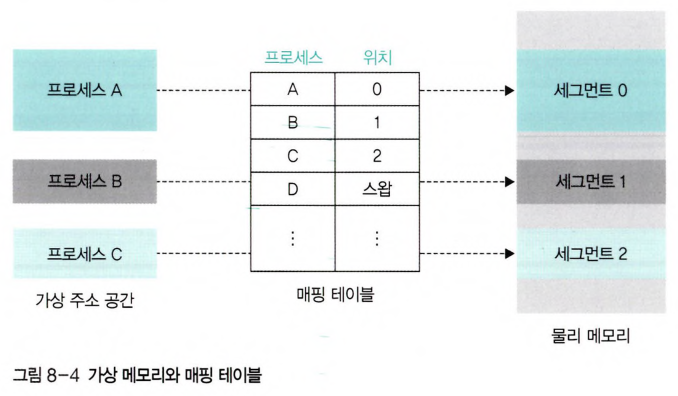 프로세스 위치
프로세스 A
A 0
세그먼트 0
B 1
C 2
프로세스 B
D 스왑
세그먼트 1
⋮ ⋮
프로세스 C
세그먼트 2
가상 주소 공간
매핑 테이블
물리 메모리
그림 8-4 가상 메모리와 매핑 테이블